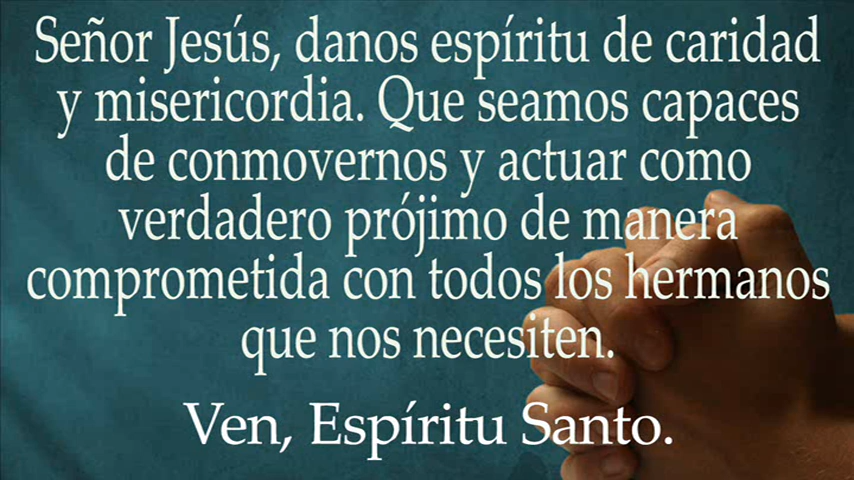 Señor Jesús, danos espíritu de caridad
y misericordia. Que seamos capaces
de conmovernos y actuar como
verdadero prójimo de manera
comprometida con todos los hermanos
que nos necesiten.
Ven, Espíritu Santo.